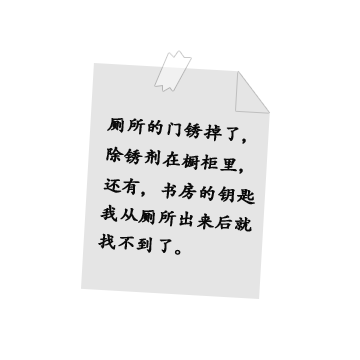 厕所的门锈掉了，
除锈剂在橱柜里，
还有，书房的钥匙
我从厕所出来后就
找不到了。